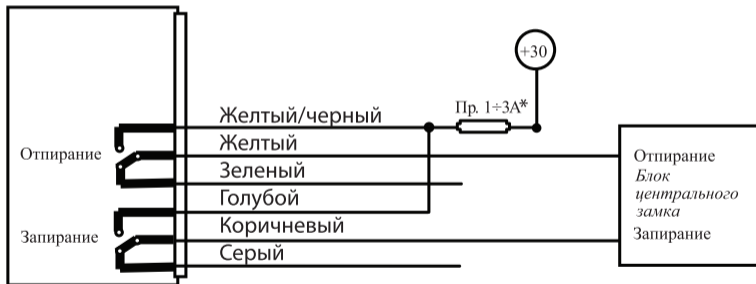 +30
Пр. 1÷3А*
Желтый/черный
Желтый
Зеленый
Голубой
Коричневый
Серый
Отпирание
Запирание
Отпирание
Блок
центрального
замка
Запирание